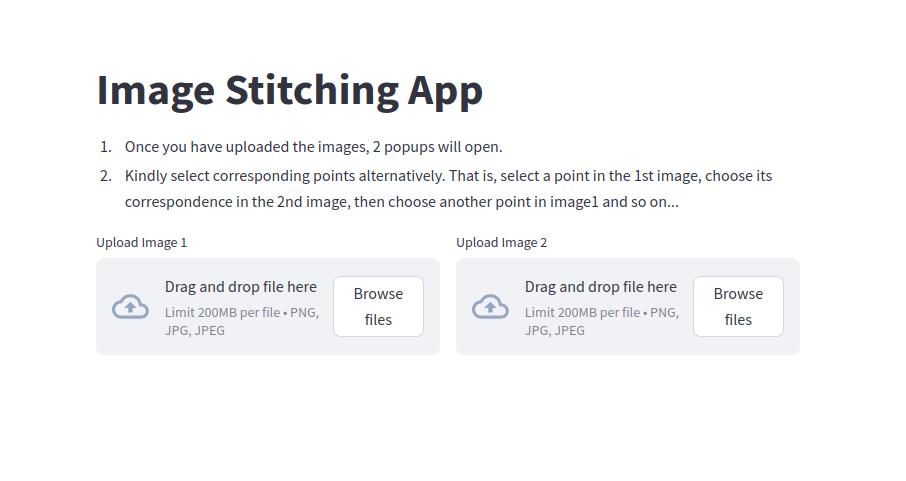 Image Stitching App
1. Once you have uploaded the images, 2 popups will open.
2. Kindly select corresponding points alternatively. That is, select a point in the 1st image, choose its
correspondence in the 2nd image, then choose another point in image1 and so on...
Upload Image 1
Drag and drop file here
Limit 200MB per file • PNG,
JPG, JPEG
Browse
files
Upload Image 2
Drag and drop file here
Limit 200MB per file • PNG,
JPG, JPEG
Browse
files